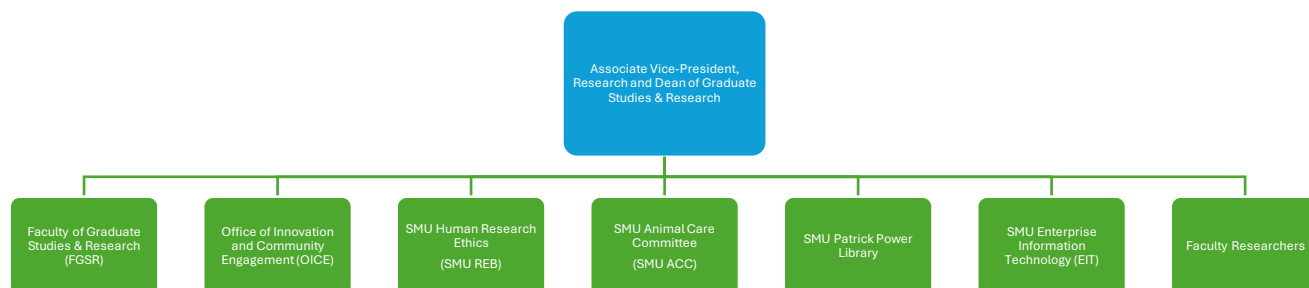 Associate Vice-President,
Research and Dean of Graduate
Studies & Research
Faculty of Graduate
Studies & Research
(FGSR)
Office of Innovation
and Community
Engagement (OICE)
SMU Human Research
Ethics
(SMU REB)
SMU Animal Care
Committee
(SMU ACC)
SMU Patrick Power
Library
SMU Enterprise
Information
Technology (EIT)
Faculty Researchers